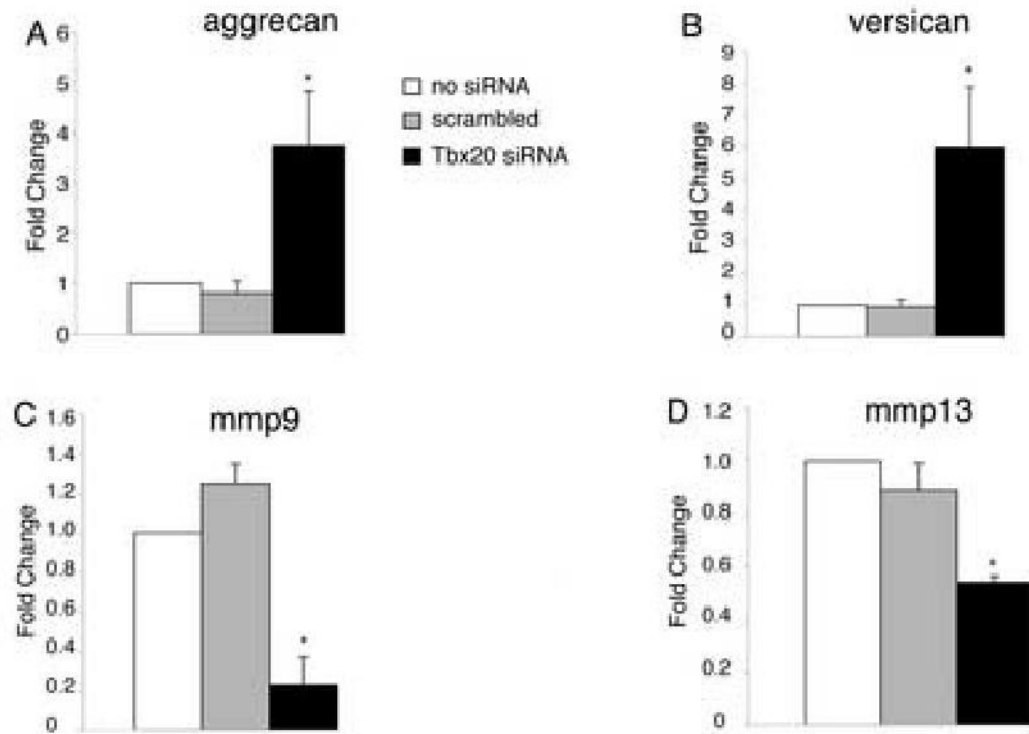 A
aggrecan
6
5
4
3
2
1
0
Fold Change
*
no siRNA
scrambled
Tbx20 siRNA
B
versican
9
8
7
6
5
4
3
2
1
0
Fold Change
*
C
mmp9
1.6
1.4
1.2
1.0
0.8
0.6
0.4
0.2
0
Fold Change
*
D
mmp13
1.2
1.0
0.8
0.6
0.4
0.2
0
Fold Change
*